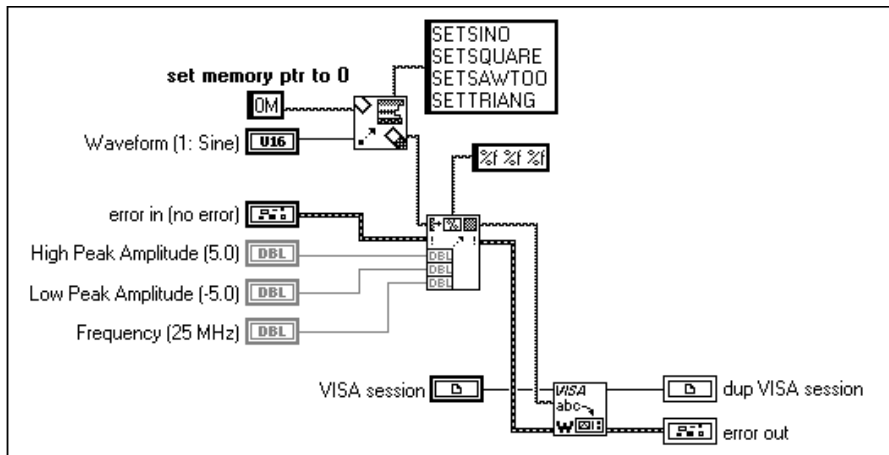 SETSINO
SETSQUARE
SETSAWTOO
SETTRIANG
set memory ptr to 0
0M
Waveform (1: Sine)
U16
%f %f %f
error in (no error)
High Peak Amplitude (5.0)
DBL
DBL
Low Peak Amplitude (-5.0)
DBL
DBL
Frequency (25 MHz)
DBL
DBL
VISA session
VISA
abc
W
dup VISA session
error out